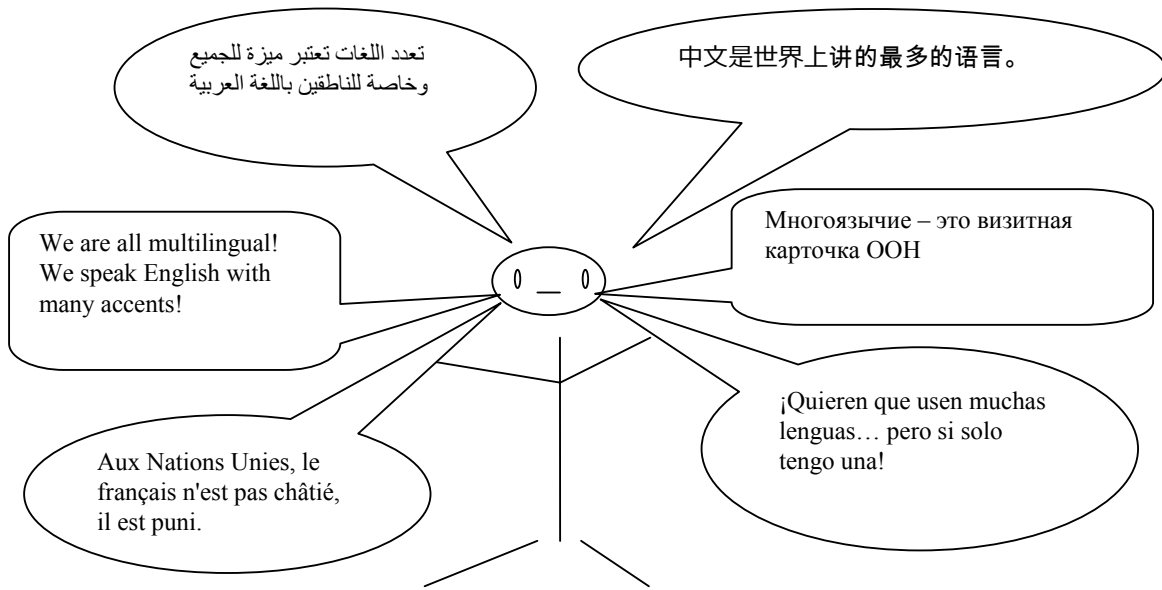 تعدد اللغات تعتبر ميزة للجميع
وخاصة للناطقين باللغة العربية
中文是世界上讲的最多的语言。
We are all multilingual!
We speak English with
many accents!
Многоязычие – это визитная
карточка ООН
Aux Nations Unies, le
français n'est pas châtié,
il est puni.
¡Quieren que usen muchas
lenguas… pero si solo
tengo una!